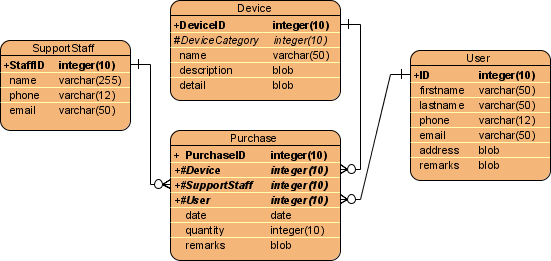 Device
+DeviceID integer(10)
#DeviceCategory integer(10)
name varchar(50)
description blob
detail blob
SupportStaff
+StaffID integer(10)
name varchar(255)
phone varchar(12)
email varchar(50)
User
+ID integer(10)
firstname varchar(50)
lastname varchar(50)
phone varchar(12)
email varchar(50)
address blob
remarks blob
Purchase
+ PurchaseID integer(10)
+#Device integer(10)
+#SupportStaff integer(10)
+#User integer(10)
date date
quantity integer(10)
remarks blob